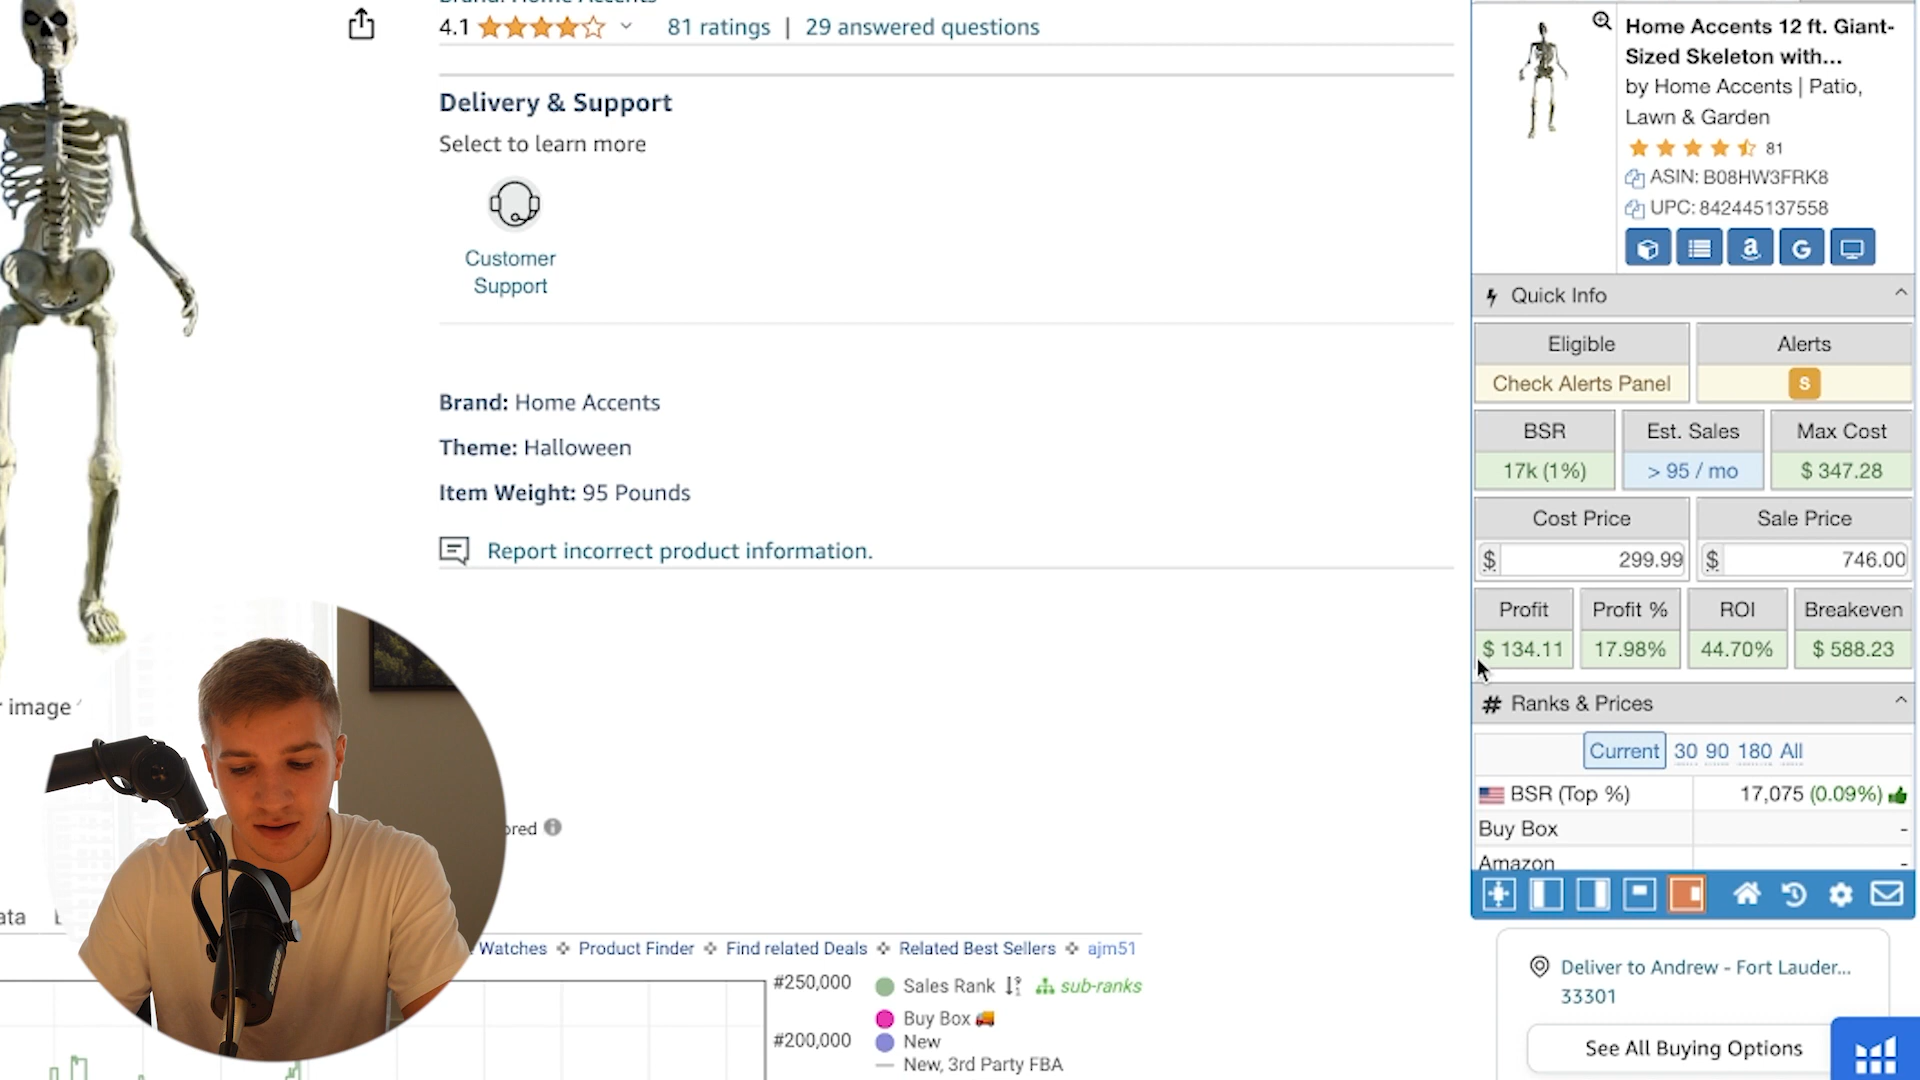 4.1
81 ratings | 29 answered questions
Delivery & Support
Select to learn more
Customer
Support
Brand: Home Accents
Theme: Halloween
Item Weight: 95 Pounds
Report incorrect product information.
image
Watches
Product Finder
Find related Deals
Related Best Sellers
ajm51
#250,000
#200,000
Sales Rank
sub-ranks
Buy Box
New
New, 3rd Party FBA
Home Accents 12 ft. Giant-
Sized Skeleton with...
by Home Accents | Patio,
Lawn & Garden
81
ASIN: B08HW3FRK8
UPC: 842445137558
Quick Info
Eligible
Alerts
Check Alerts Panel
S
BSR
Est. Sales
Max Cost
17k (1%)
> 95 / mo
$ 347.28
Cost Price
Sale Price
$ 299.99
$ 746.00
Profit
Profit %
ROI
Breakeven
$ 134.11
17.98%
44.70%
$ 588.23
# Ranks & Prices
Current 30 90 180 All
BSR (Top %)
17,075 (0.09%)
Buy Box
-
Amazon
-
Deliver to Andrew - Fort Lauder...
33301
See All Buying Options